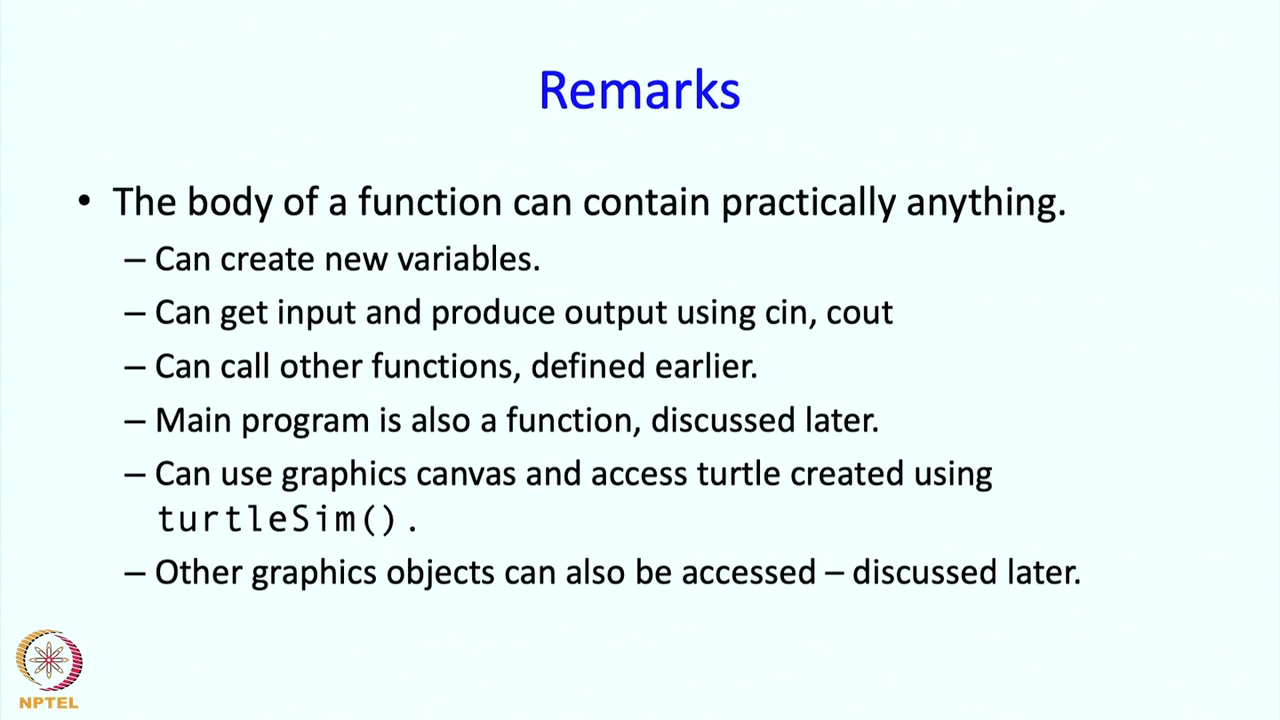 Remarks
• The body of a function can contain practically anything.
– Can create new variables.
– Can get input and produce output using cin, cout
– Can call other functions, defined earlier.
– Main program is also a function, discussed later.
– Can use graphics canvas and access turtle created using
turtleSim().
– Other graphics objects can also be accessed – discussed later.
NPTEL